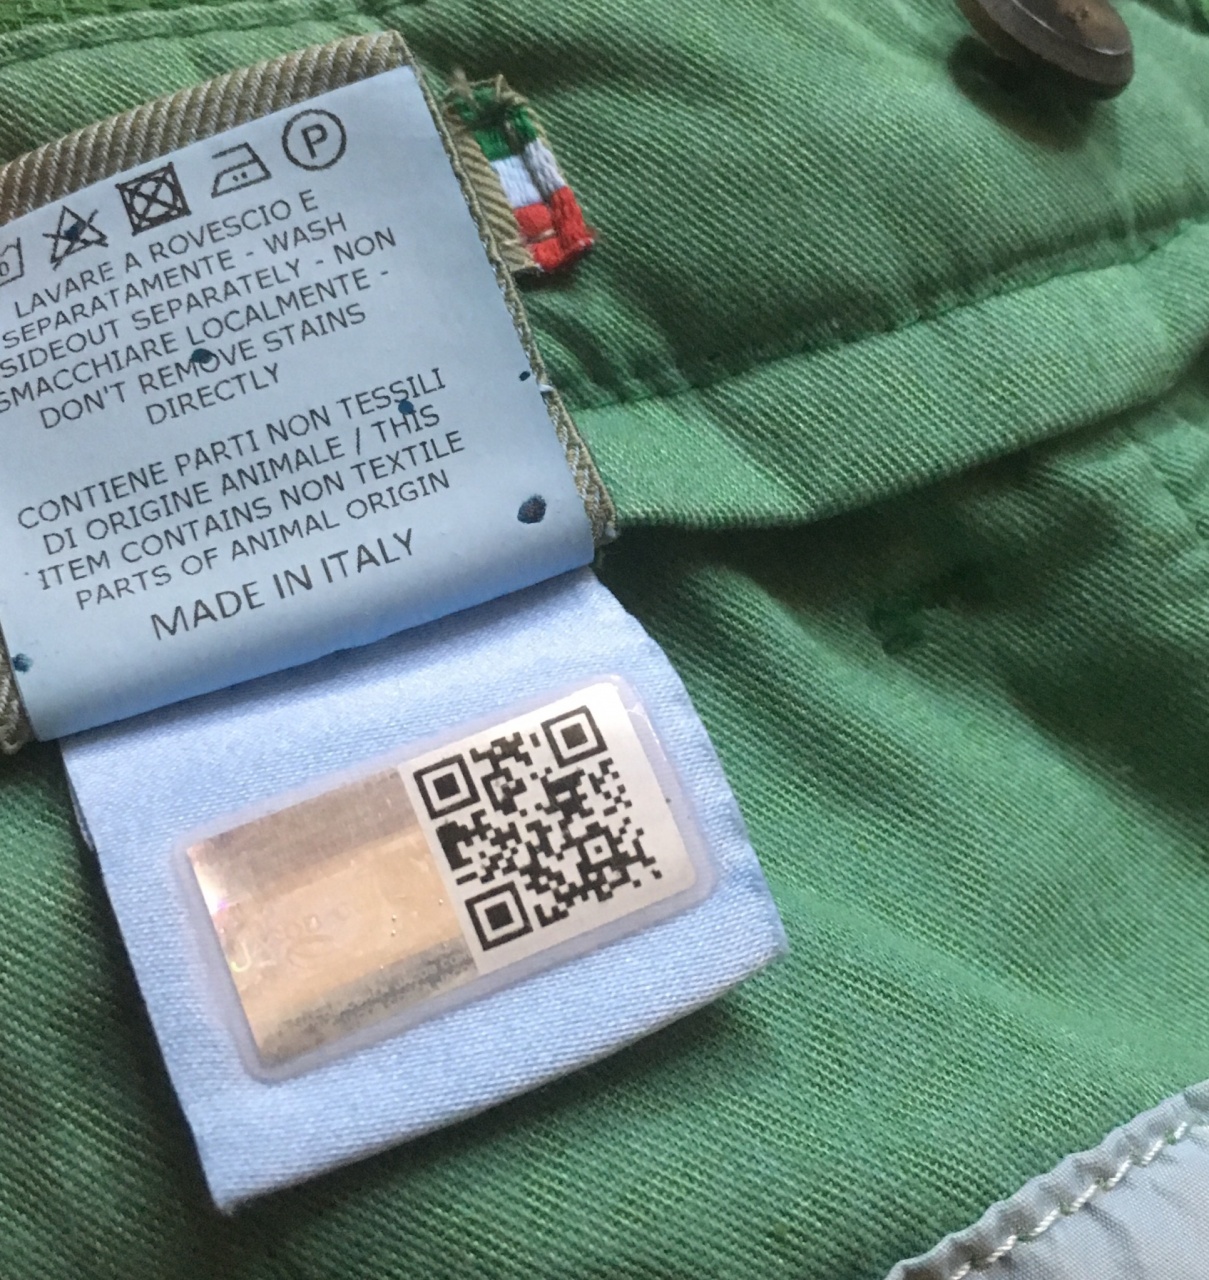 P
LAVARE A ROVESCIO E
SEPARATAMENTE - WASH
SIDEOUT SEPARATELY - NON
SMACCHIARE LOCALMENTE -
DON'T REMOVE STAINS
DIRECTLY
CONTIENE PARTI NON TESSILI
DI ORIGINE ANIMALE / THIS
ITEM CONTAINS NON TEXTILE
PARTS OF ANIMAL ORIGIN
MADE IN ITALY